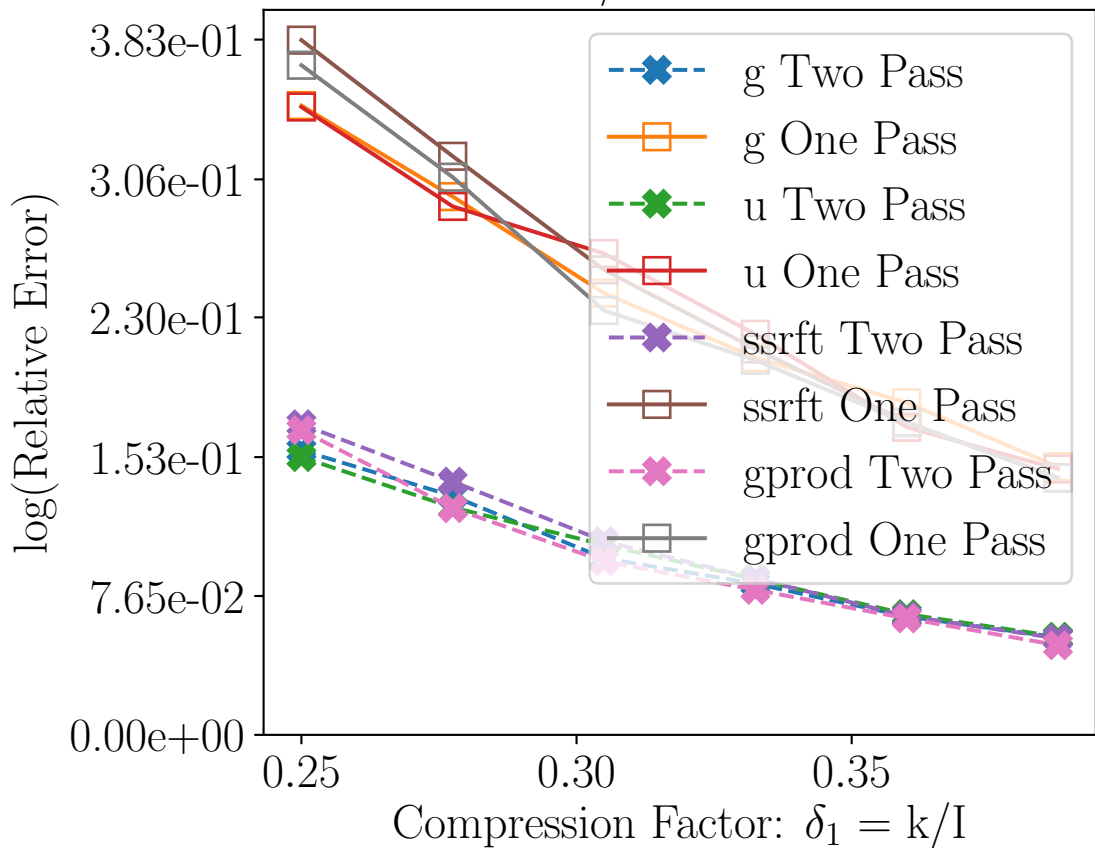 3.83e-01
3.06e-01
2.30e-01
1.53e-01
7.65e-02
0.00e+00
log(Relative Error)
g Two Pass
g One Pass
u Two Pass
u One Pass
ssrft Two Pass
ssrft One Pass
gprod Two Pass
gprod One Pass
0.25 0.30 0.35
Compression Factor: δ₁ = k/I